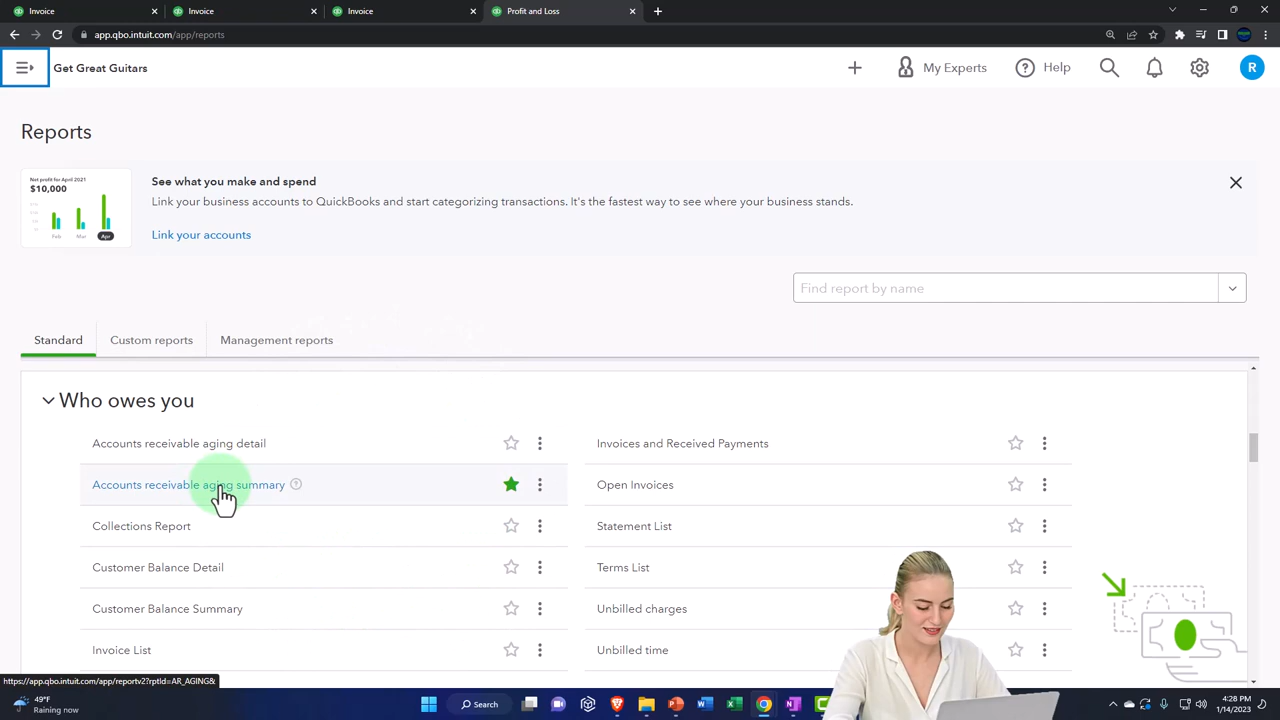 Invoice
Invoice
Invoice
Profit and Loss
app.qbo.intuit.com/app/reports
Get Great Guitars
My Experts
Help
R
Reports
Net profit for April 2021
$10,000
Feb
Mar
Apr
See what you make and spend
Link your business accounts to QuickBooks and start categorizing transactions. It's the fastest way to see where your business stands.
Link your accounts
Find report by name
Standard
Custom reports
Management reports
Who owes you
Accounts receivable aging detail
Invoices and Received Payments
Accounts receivable aging summary
Open Invoices
Collections Report
Statement List
Customer Balance Detail
Terms List
Customer Balance Summary
Unbilled charges
Invoice List
Unbilled time
https://app.qbo.intuit.com/app/reportv2?rptId=AR_AGING&
49°F
Raining now
Search
4:28 PM
1/14/2023